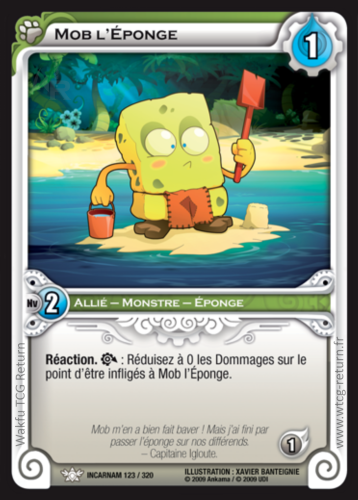 Mob l'Éponge
1
Nv 2
Allié – Monstre – Éponge
Réaction. : Réduisez à 0 les Dommages sur le
point d'être infligés à Mob l'Éponge.
Mob m'en a bien fait baver ! Mais j'ai fini par
passer l'éponge sur nos différends.
– Capitaine Igloute.
1
INCARNAM 123 / 320
ILLUSTRATION : XAVIER BANTEIGNIE
© 2009 Ankama / © 2009 UDI
Wakfu TCG Return
www.wtcg-return.fr